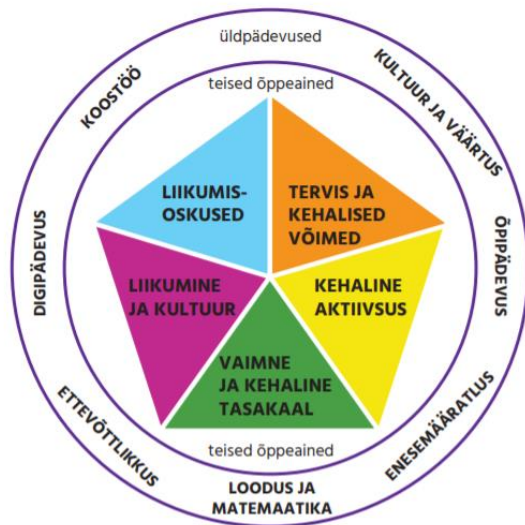 üldpädevused
KULTUUR JA VÄÄRTUS
ÕPIPÄDEVUS
ENESEMÄÄRATLUS
LOODUS JA
MATEMAATIKA
ETTEVÕTTLIKKUS
DIGIPÄDEVUS
KOOSTÖÖ
teised õppeained
LIIKUMIS-
OSKUSED
TERVIS JA
KEHALISED
VÕIMED
LIIKUMINE
JA KULTUUR
KEHALINE
AKTIIVSUS
VAIMNE
JA KEHALINE
TASAKAAL
teised õppeained